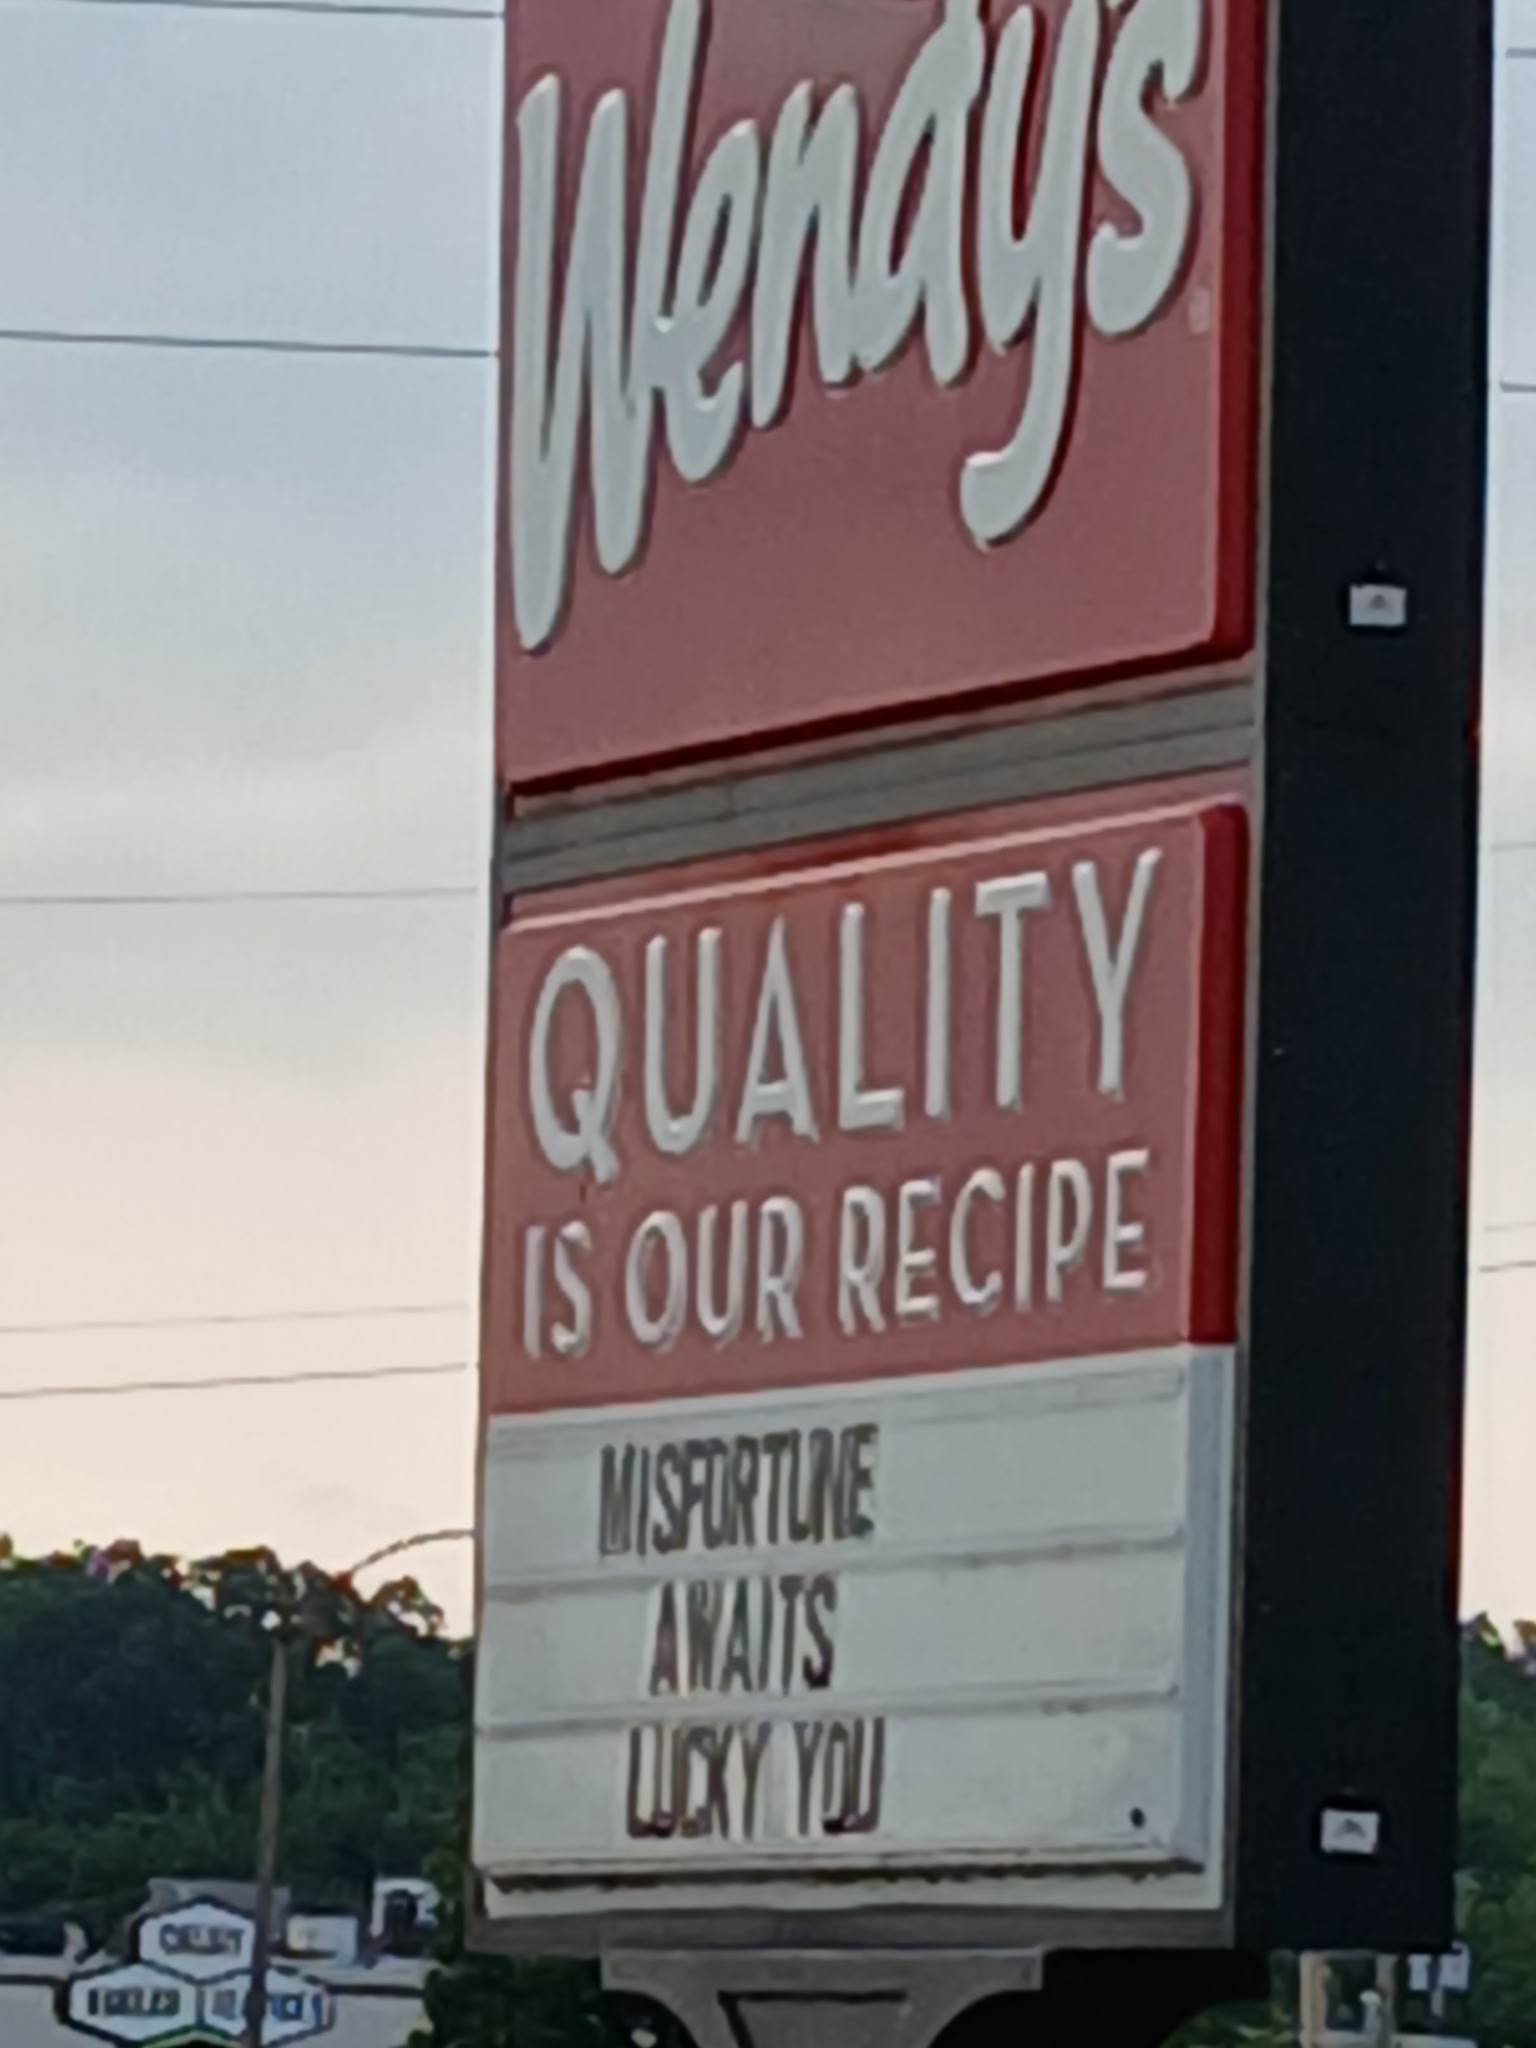 Wendy's
QUALITY
IS OUR RECIPE
MISFORTUNE
AWAITS
LUCKY YOU